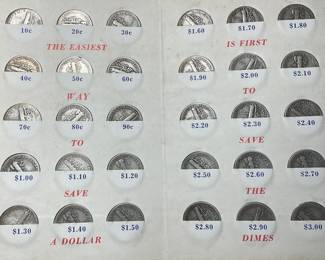 10c 20c 30c
THE EASIEST
40c 50c 60c
WAY
70c 80c 90c
TO
$1.00 $1.10 $1.20
SAVE
$1.30 $1.40 $1.50
A DOLLAR
$1.60 $1.70 $1.80
IS FIRST
$1.90 $2.00 $2.10
TO
$2.20 $2.30 $2.40
SAVE
$2.50 $2.60 $2.70
THE
$2.80 $2.90 $3.00
DIMES